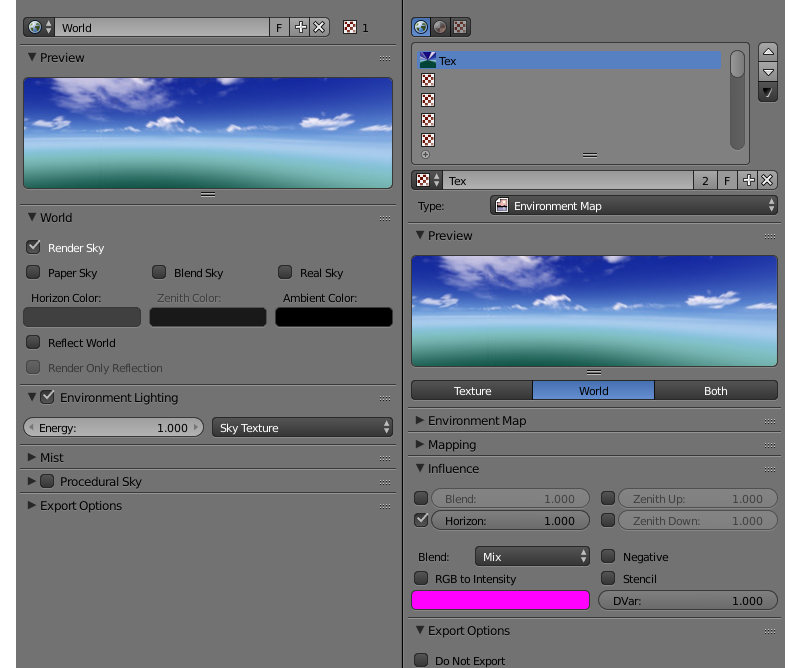 World
F
1
Preview
World
Render Sky
Paper Sky
Blend Sky
Real Sky
Horizon Color:
Zenith Color:
Ambient Color:
Reflect World
Render Only Reflection
Environment Lighting
Energy: 1.000
Sky Texture
Mist
Procedural Sky
Export Options
Tex
Tex
2
F
Type:
Environment Map
Preview
Texture
World
Both
Environment Map
Mapping
Influence
Blend: 1.000
Zenith Up: 1.000
Horizon: 1.000
Zenith Down: 1.000
Blend:
Mix
Negative
RGB to Intensity
Stencil
DVar: 1.000
Export Options
Do Not Export